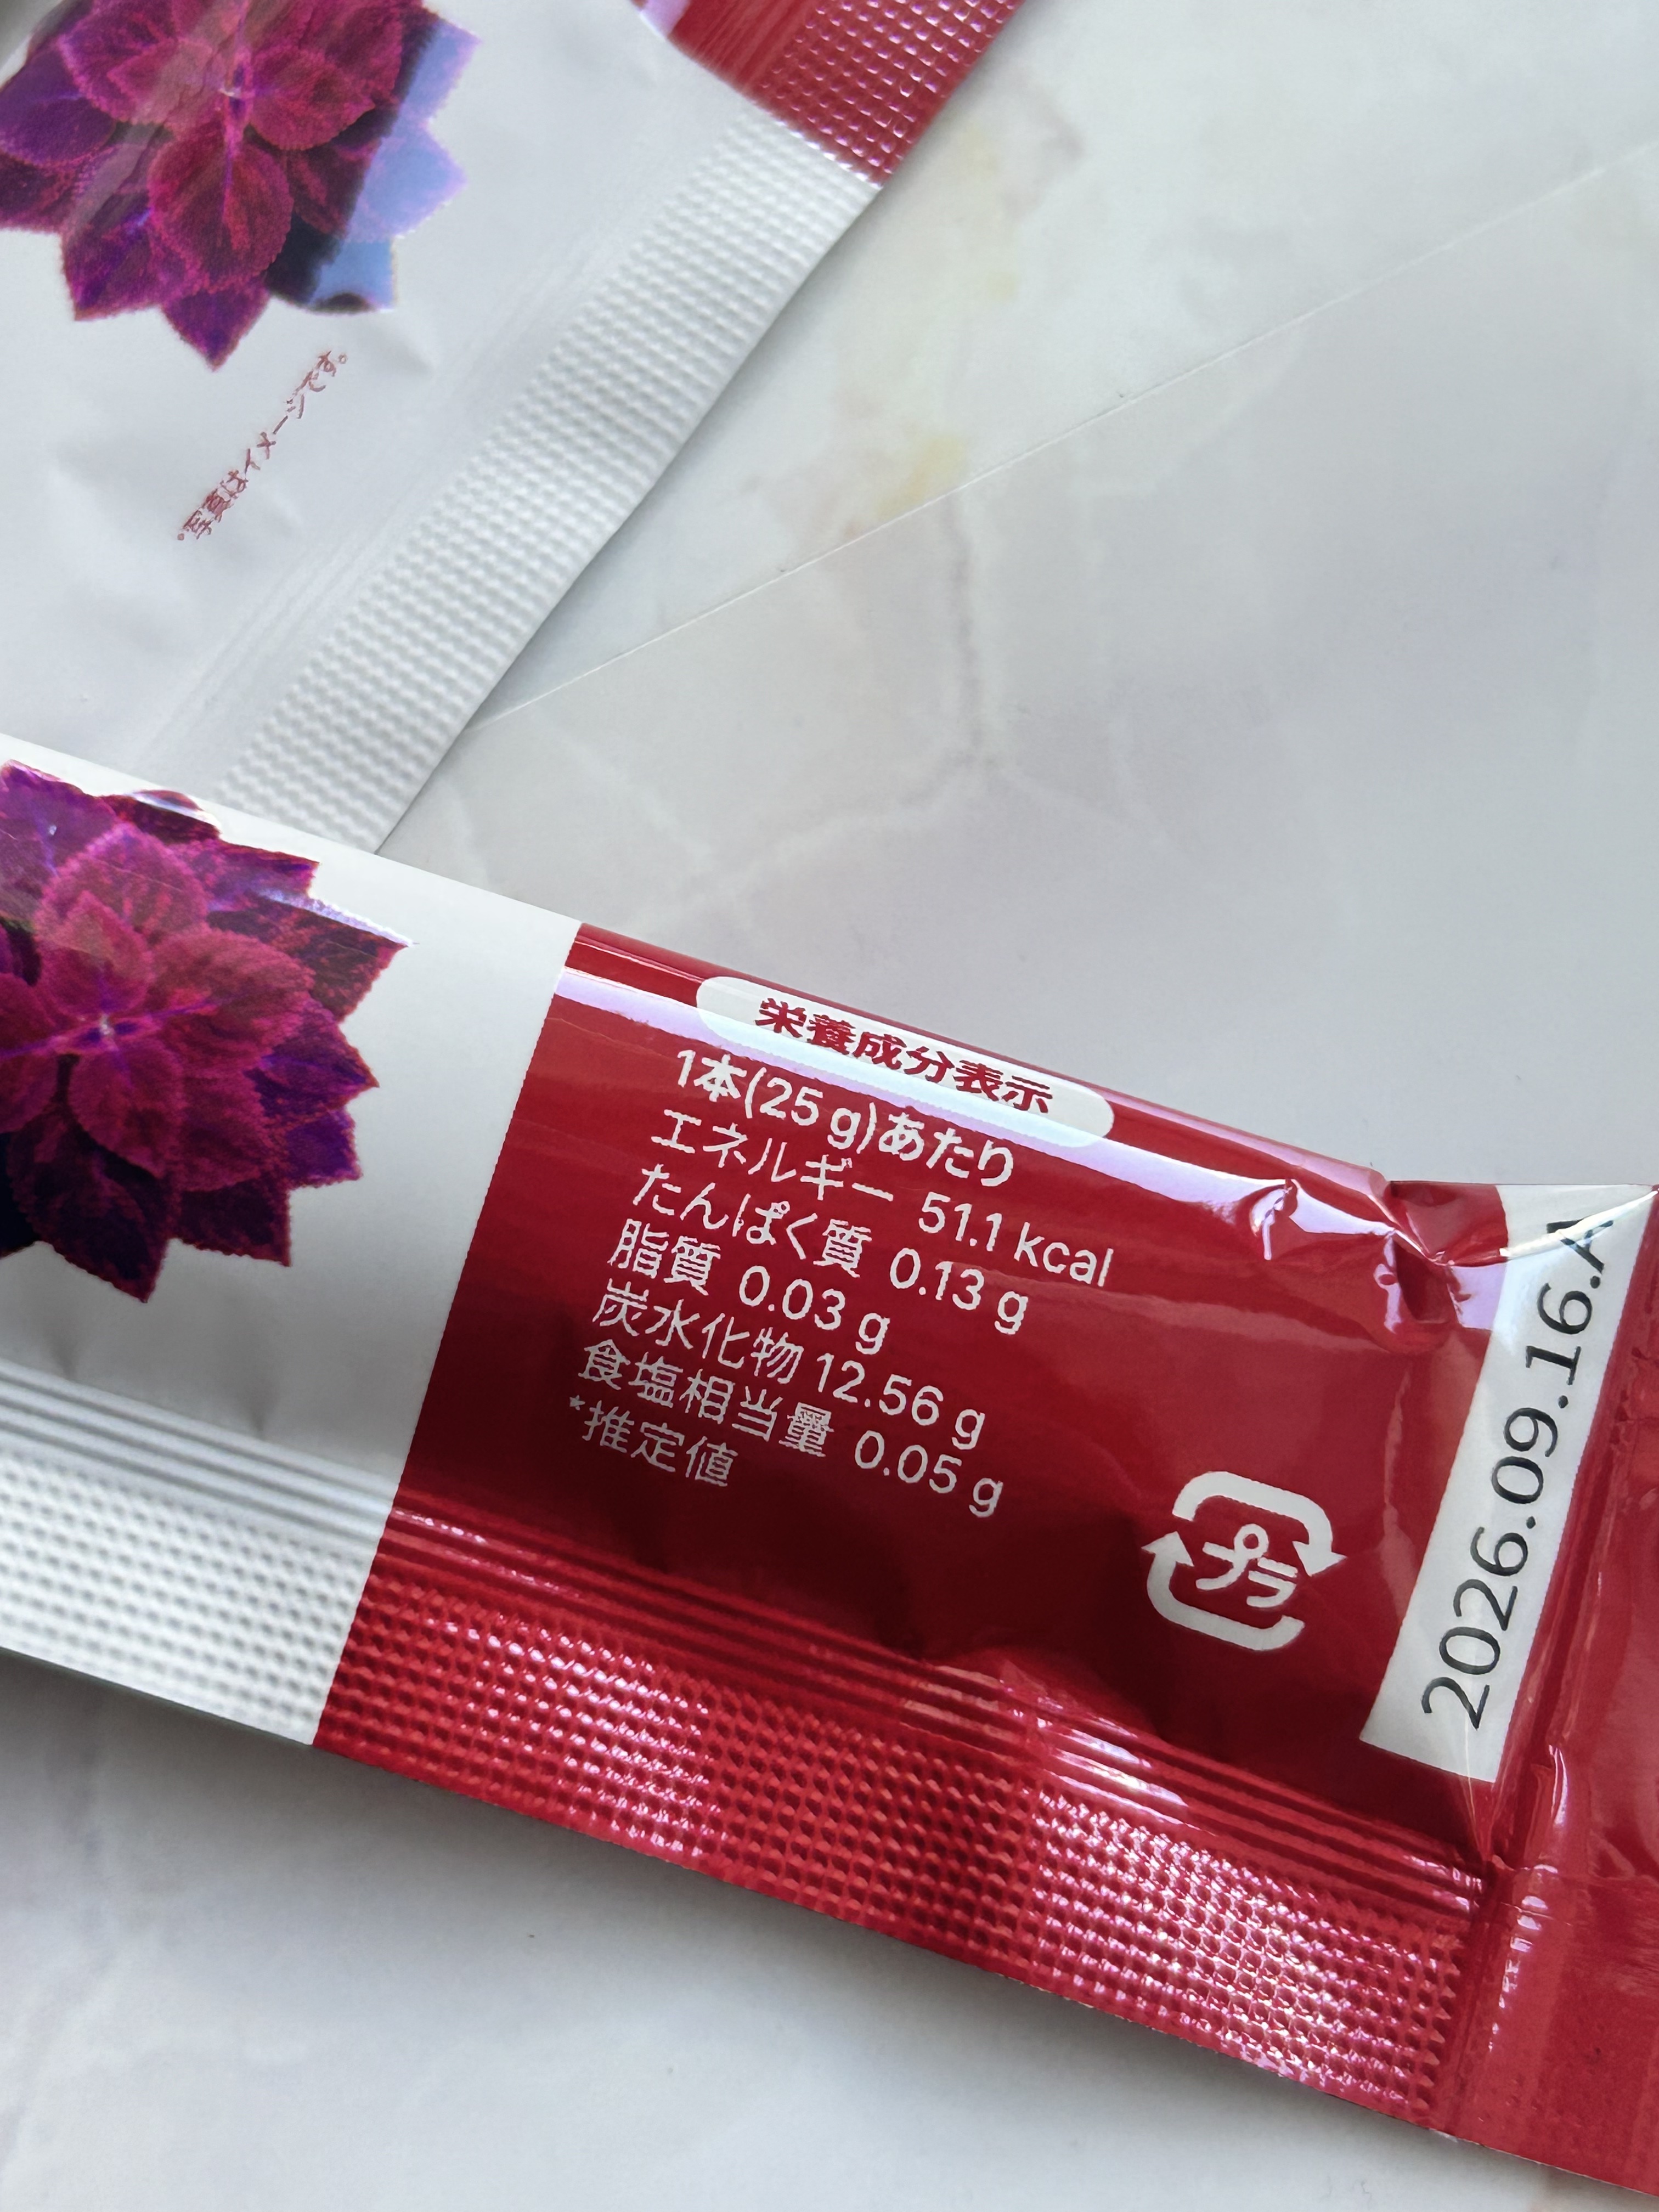 *写真はイメージです。
栄養成分表示
1本(25g)あたり
エネルギー 51.1 kcal
たんぱく質 0.13 g
脂質 0.03 g
炭水化物 12.56 g
食塩相当量 0.05 g
*推定値
プラ
2026.09.16.A